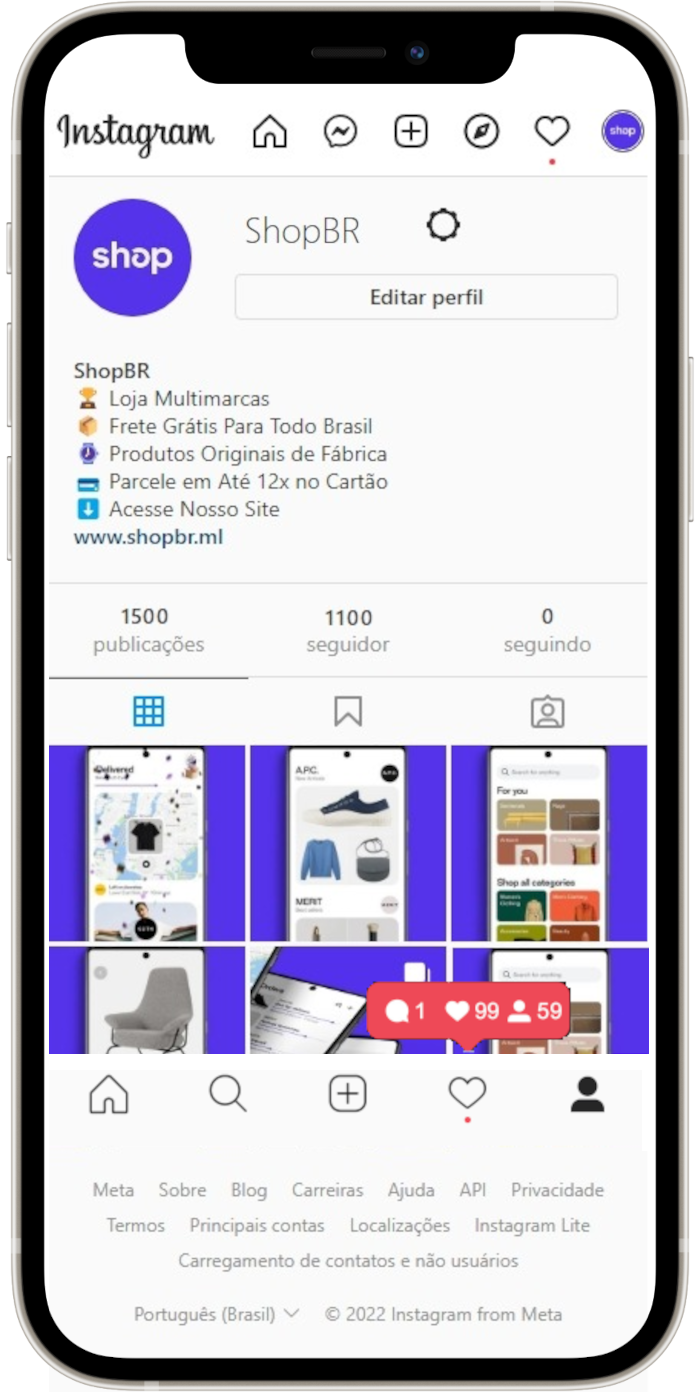 Instagram
shop
shop
ShopBR
Editar perfil
ShopBR
Loja Multimarcas
Frete Grátis Para Todo Brasil
Produtos Originais de Fábrica
Parcele em Até 12x no Cartão
Acesse Nosso Site
www.shopbr.ml
1500 1100 0
publicações seguidor seguindo
Delivered
A.P.C.
MERIT
Search for anything
For you
Shop all categories
Women's Clothing
Search for anything
1 99 59
Meta Sobre Blog Carreiras Ajuda API Privacidade
Termos Principais contas Localizações Instagram Lite
Carregamento de contatos e não usuários
Português (Brasil) © 2022 Instagram from Meta